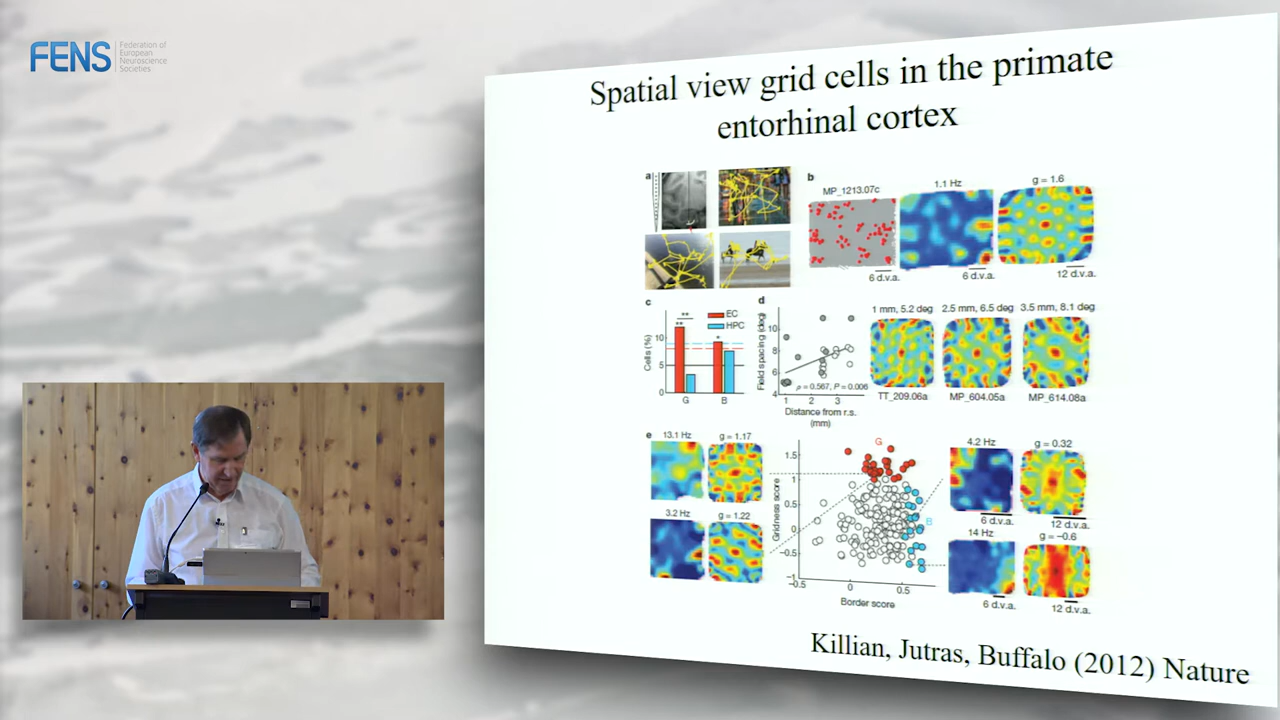 FENS
Federation of
European
Neuroscience
Societies
Spatial view grid cells in the primate
entorhinal cortex
a
b
MP_1213.07c
1.1 Hz
g = 1.6
6 d.v.a.
6 d.v.a.
12 d.v.a.
c
EC
HPC
**
**
*
Cells (%)
10
5
0
G
B
d
Field spacing (deg)
10
8
6
4
ρ = 0.567, P = 0.006
1
2
3
Distance from r.s.
(mm)
1 mm, 5.2 deg
2.5 mm, 6.5 deg
3.5 mm, 8.1 deg
TT_209.06a
MP_604.05a
MP_614.08a
e
13.1 Hz
g = 1.17
3.2 Hz
g = 1.22
G
B
Gridness score
1.5
1
0.5
0
−0.5
−1
−0.5
0
0.5
Border score
4.2 Hz
g = 0.32
6 d.v.a.
12 d.v.a.
14 Hz
g = −0.6
6 d.v.a.
12 d.v.a.
Killian, Jutras, Buffalo (2012) Nature